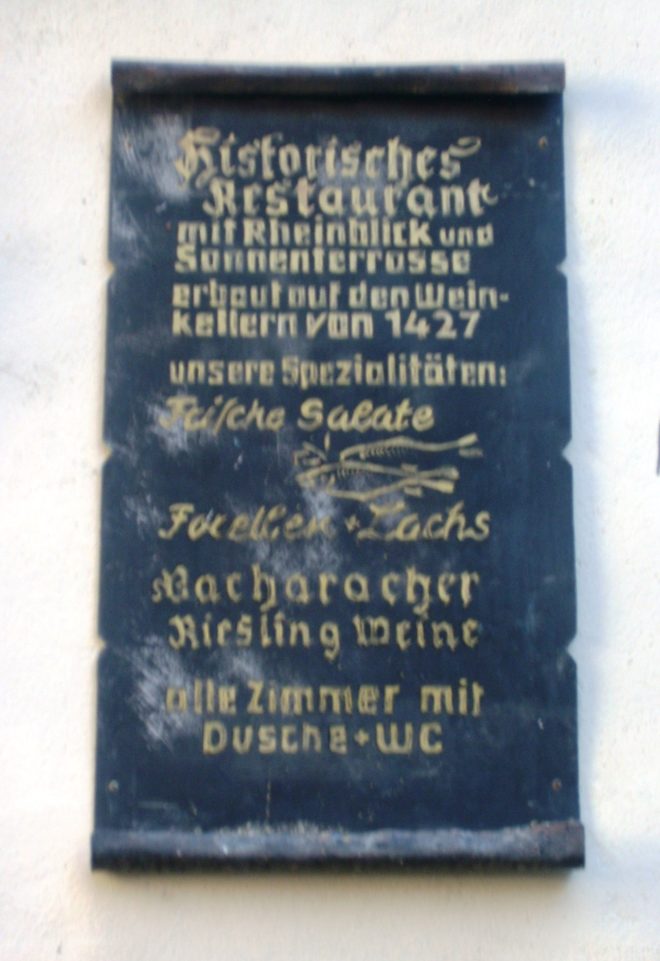 Historisches
Restaurant
mit Rheinblick und
Sonnenterrasse
erbaut auf den Wein-
kellern von 1427
unsere Spezialitäten:
Frische Salate
Forellen + Lachs
Bacharacher
Riesling Weine
alle Zimmer mit
Dusche + WC